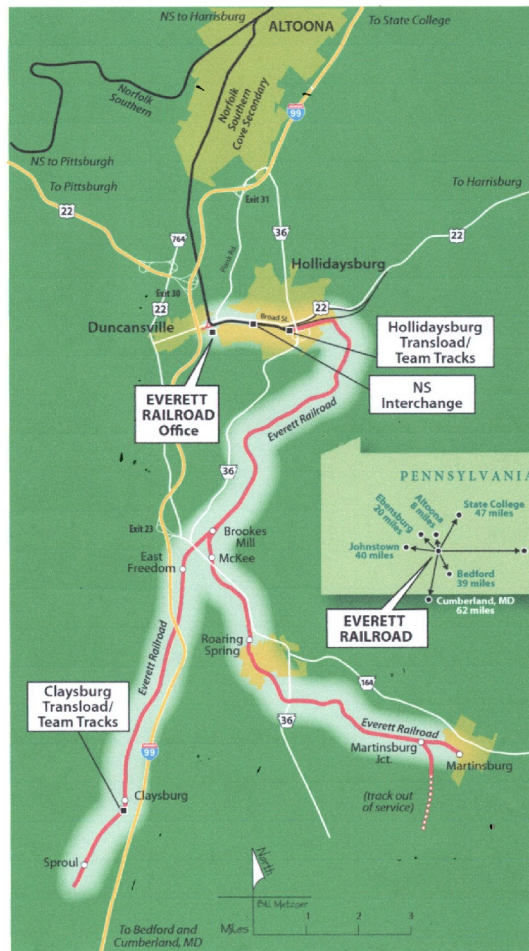 NS to Harrisburg
ALTOONA
To State College
Norfolk
Southern
Norfolk
Southern
Cove Secondary
99
NS to Pittsburgh
To Pittsburgh
22
To Harrisburg
Exit 31
764
36
22
22
Plank Rd.
Hollidaysburg
Exit 30
22
Broad St.
Duncansville
Hollidaysburg
Transload/
Team Tracks
NS
Interchange
EVERETT
RAILROAD
Office
Everett Railroad
36
PENNSYLVANIA
Altoona
8 miles
State College
47 miles
Ebensburg
20 miles
Johnstown
40 miles
Bedford
39 miles
Cumberland, MD
62 miles
EVERETT
RAILROAD
Exit 23
Brookes
Mill
East
Freedom
McKee
Roaring
Spring
Everett Railroad
164
36
Everett Railroad
Claysburg
Transload/
Team Tracks
Martinsburg
Jct.
Martinsburg
99
(track out
of service)
Claysburg
Sproul
North
Bill Metzger
Miles
0
1
2
3
To Bedford and
Cumberland, MD